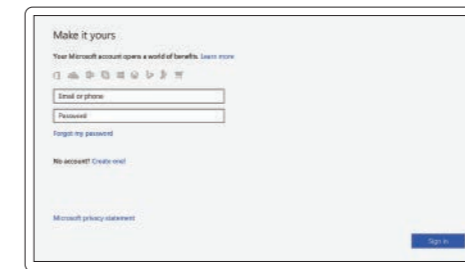 Make it yours
Your Microsoft account opens a world of benefits. Learn more
Email or phone
Password
Forgot my password
No account? Create one!
Microsoft privacy statement
Sign in